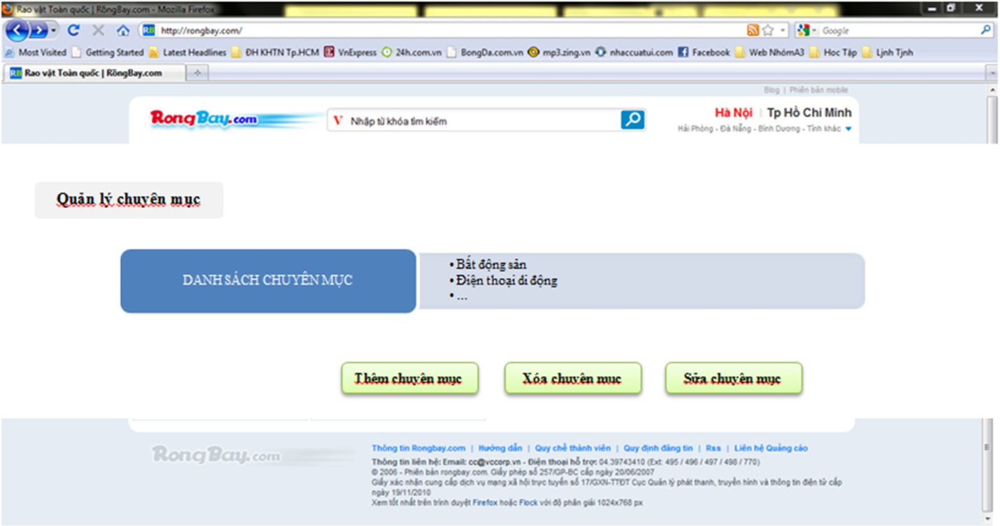 Rao vặt Toàn quốc | RồngBay.com - Mozilla Firefox
http://rongbay.com/
Google
Most Visited Getting Started Latest Headlines ĐH KHTN Tp.HCM VnExpress 24h.com.vn BongDa.com.vn mp3.zing.vn nhaccuatui.com Facebook Web NhómA3 Hoc Tập Ljnh Tjnh
RB Rao vặt Toàn quốc | RồngBay.com
Blog | Phiên bản mobile
RongBay.com
V Nhập từ khóa tìm kiếm
Hà Nội | Tp Hồ Chí Minh
Hải Phòng - Đà Nẵng - Bình Dương - Tỉnh khác
Quản lý chuyên mục
DANH SÁCH CHUYÊN MỤC
• Bất động sản
• Điện thoại di động
• ...
Thêm chuyên mục
Xóa chuyên mục
Sửa chuyên mục
RongBay.com
Thông tin Rongbay.com | Hướng dẫn | Quy chế thành viên | Quy định đăng tin | Rss | Liên hệ Quảng cáo
Thông tin liên hệ: Email: cc@vccorp.vn - Điện thoại hỗ trợ: 04.39743410 (Ext: 495 / 496 / 497 / 498 / 770)
© 2006 - Phiên bản rongbay.com. Giấy phép số 257/GP-BC cấp ngày 20/06/2007
Giấy xác nhận cung cấp dịch vụ mạng xã hội trực tuyến số 17/GXN-TTĐT Cục Quản lý phát thanh, truyền hình và thông tin điện tử cấp
ngày 19/11/2010
Xem tốt nhất trên trình duyệt Firefox hoặc Flock với độ phân giải 1024x768 px